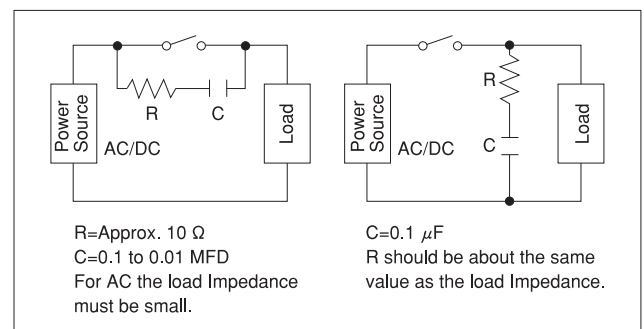 Power Source
AC/DC
R
C
Load
R=Approx. 10 Ω
C=0.1 to 0.01 MFD
For AC the load Impedance
must be small.
Power Source
AC/DC
R
C
Load
C=0.1 μF
R should be about the same
value as the load Impedance.